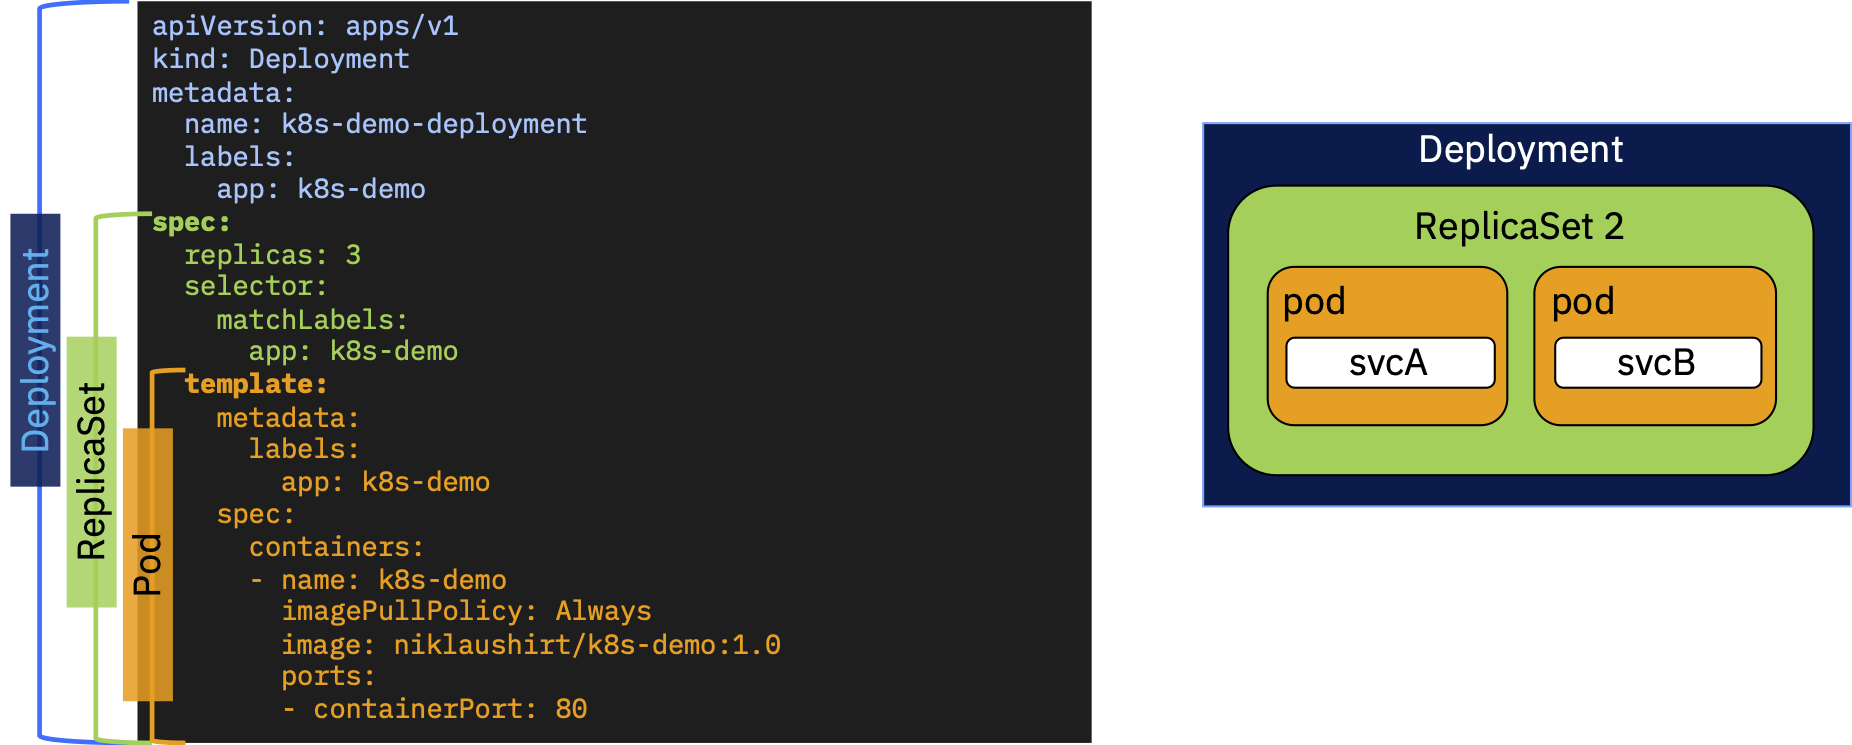 Deployment
ReplicaSet
Pod
apiVersion: apps/v1
kind: Deployment
metadata:
  name: k8s-demo-deployment
  labels:
    app: k8s-demo
spec:
  replicas: 3
  selector:
    matchLabels:
      app: k8s-demo
  template:
    metadata:
      labels:
        app: k8s-demo
    spec:
      containers:
      - name: k8s-demo
        imagePullPolicy: Always
        image: niklaushirt/k8s-demo:1.0
        ports:
        - containerPort: 80
Deployment
ReplicaSet 2
pod
svcA
pod
svcB